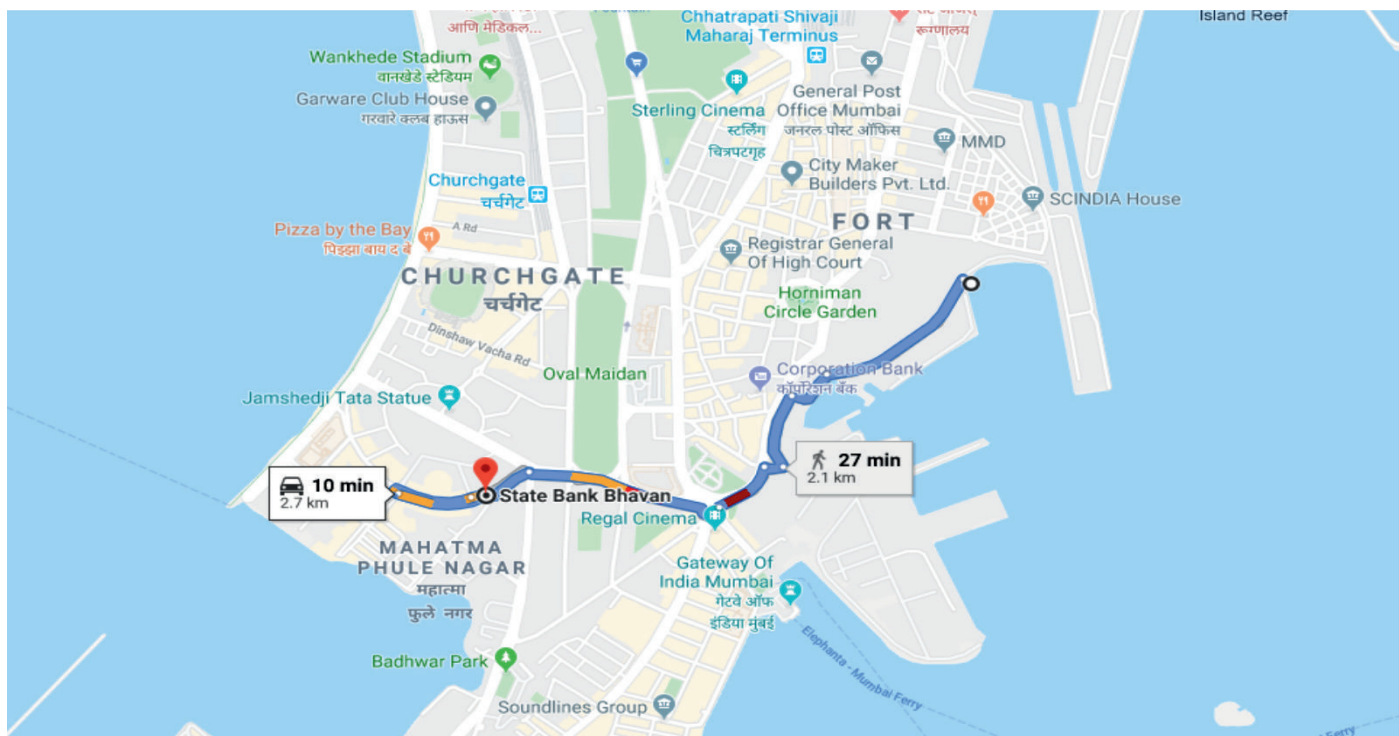 आणि मेडिकल...
Chhatrapati Shivaji
Maharaj Terminus
रुग्णालय
Island Reef
Wankhede Stadium
वानखेडे स्टेडियम
Garware Club House
गरवारे क्लब हाऊस
Sterling Cinema
स्टर्लिंग
चित्रपटगृह
General Post
Office Mumbai
जनरल पोस्ट ऑफिस
MMD
City Maker
Builders Pvt. Ltd.
SCINDIA House
Churchgate
चर्चगेट
Pizza by the Bay
पिझ्झा बाय द बे
A Rd
FORT
Registrar General
Of High Court
CHURCHGATE
चर्चगेट
Horniman
Circle Garden
Dinshaw Vacha Rd
Oval Maidan
Corporation Bank
कॉर्पोरेशन बँक
Jamshedji Tata Statue
27 min
2.1 km
10 min
2.7 km
State Bank Bhavan
Regal Cinema
MAHATMA
PHULE NAGAR
महात्मा
फुले नगर
Gateway Of
India Mumbai
गेटवे ऑफ
इंडिया मुंबई
Elephanta - Mumbai Ferry
Badhwar Park
Soundlines Group
Ferry